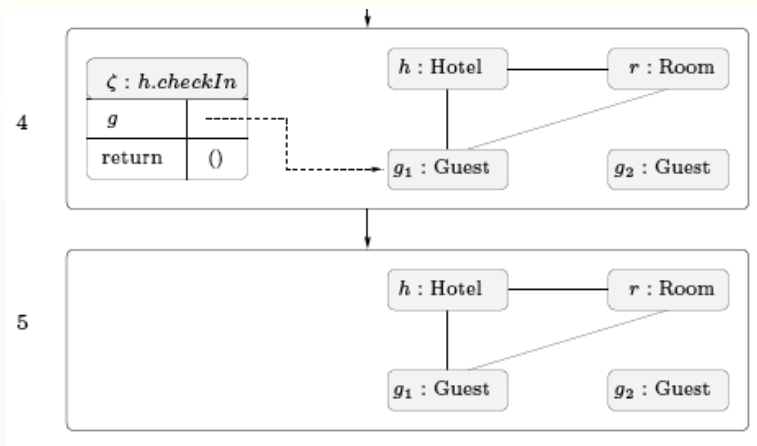 ζ : h.checkIn
h : Hotel
r : Room
4
g
return
()
g₁ : Guest
g₂ : Guest
5
h : Hotel
r : Room
g₁ : Guest
g₂ : Guest